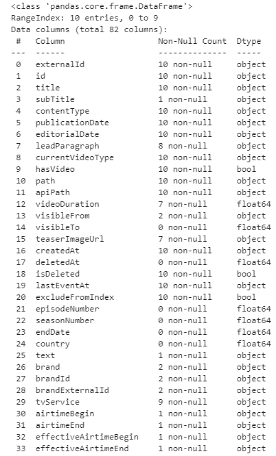 <class 'pandas.core.frame.DataFrame'>
RangeIndex: 10 entries, 0 to 9
Data columns (total 82 columns):
 #   Column                 Non-Null Count  Dtype
---  ------                 --------------  -----
 0   externalId             10 non-null     object
 1   id                     10 non-null     object
 2   title                  10 non-null     object
 3   subTitle               1 non-null      object
 4   contentType            10 non-null     object
 5   publicationDate        10 non-null     object
 6   editorialDate          10 non-null     object
 7   leadParagraph          8 non-null      object
 8   currentVideoType       10 non-null     object
 9   hasVideo               10 non-null     bool
 10  path                   10 non-null     object
 11  apiPath                10 non-null     object
 12  videoDuration          7 non-null      float64
 13  visibleFrom            2 non-null      object
 14  visibleTo              0 non-null      float64
 15  teaserImageUrl         7 non-null      object
 16  createdAt              10 non-null     object
 17  deletedAt              0 non-null      float64
 18  isDeleted              10 non-null     bool
 19  lastEventAt            10 non-null     object
 20  excludeFromIndex       10 non-null     bool
 21  episodeNumber          0 non-null      float64
 22  seasonNumber           0 non-null      float64
 23  endDate                0 non-null      float64
 24  country                0 non-null      float64
 25  text                   1 non-null      object
 26  brand                  2 non-null      object
 27  brandId                2 non-null      object
 28  brandExternalId        2 non-null      object
 29  tvService              9 non-null      object
 30  airtimeBegin           1 non-null      object
 31  airtimeEnd             1 non-null      object
 32  effectiveAirtimeBegin  1 non-null      object
 33  effectiveAirtimeEnd    1 non-null      object